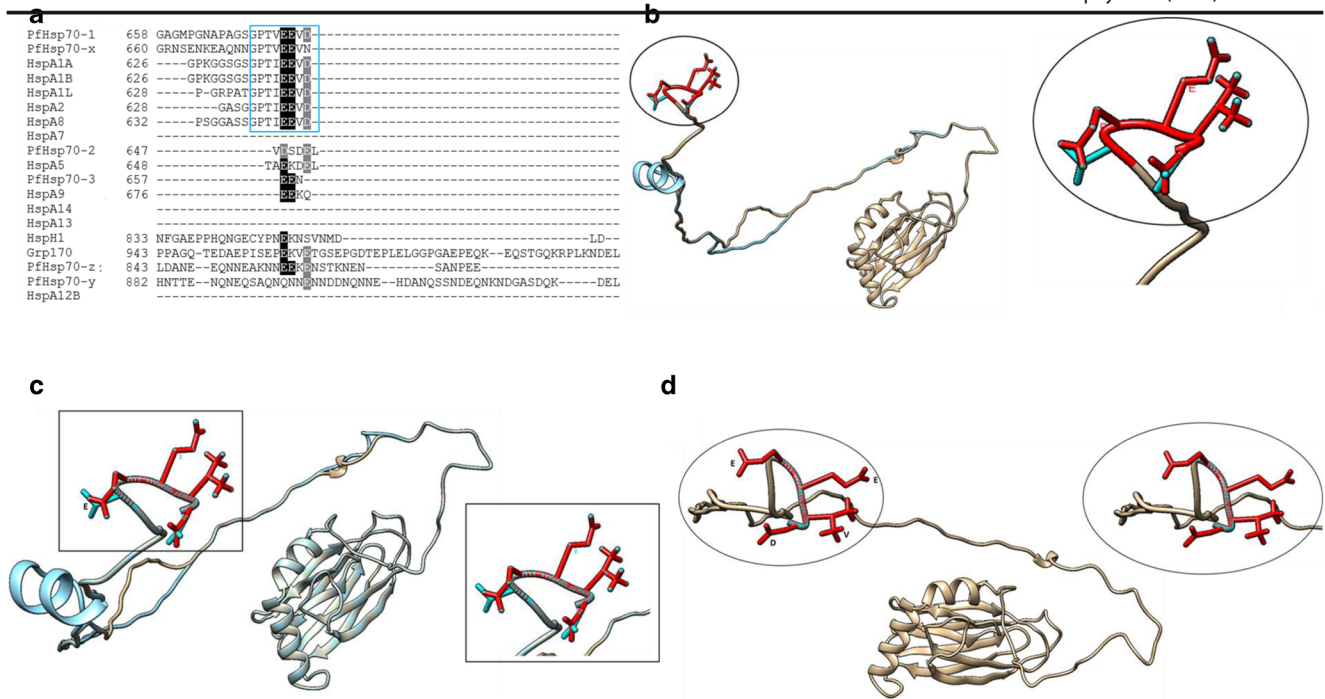 a
PfHsp70-1 658 GAGMPGNAPAGSGPTVEEVD------------------------------------------
PfHsp70-x 660 GRNSENKEAQNNGPTVEEVN------------------------------------------
HspA1A 626 ----GPKGGSGSGPTIEEVD------------------------------------------
HspA1B 626 ----GPKGGSGSGPTIEEVD------------------------------------------
HspA1L 628 -----P-GRPATGPTIEEVD------------------------------------------
HspA2 628 --------GASGGPTIEEVD------------------------------------------
HspA8 632 -----PSGGASSGPTIEEVD------------------------------------------
HspA7 ------------------------------------------------------------
PfHsp70-2 647 ---------------VDSDEL-----------------------------------------
HspA5 648 --------------TAEKDEL-----------------------------------------
PfHsp70-3 657 ----------------EEN-------------------------------------------
HspA9 676 ----------------EEKQ------------------------------------------
HspA14 ------------------------------------------------------------
HspA13 ------------------------------------------------------------
HspH1 833 NFGAEPPHQNGECYPNEKNSVNMD--------------------------------LD----
Grp170 943 PPAGQ-TEDAEPISEPEKVETGSEPGDTEPLELGGPGAEPEQK--EQSTGQKRPLKNDEL
PfHsp70-z: 843 LDANE--EQNNEAKNNEEKENSTKNEN---------SANPEE------------------
PfHsp70-y 882 HNTTE--NQNEQSAQNQNNENNDDNQNNE--HDANQSSNDEQNKNDGASDQK-----DEL
HspA12B ------------------------------------------------------------
b
E
E
c
E
E
d
E
E
D
V